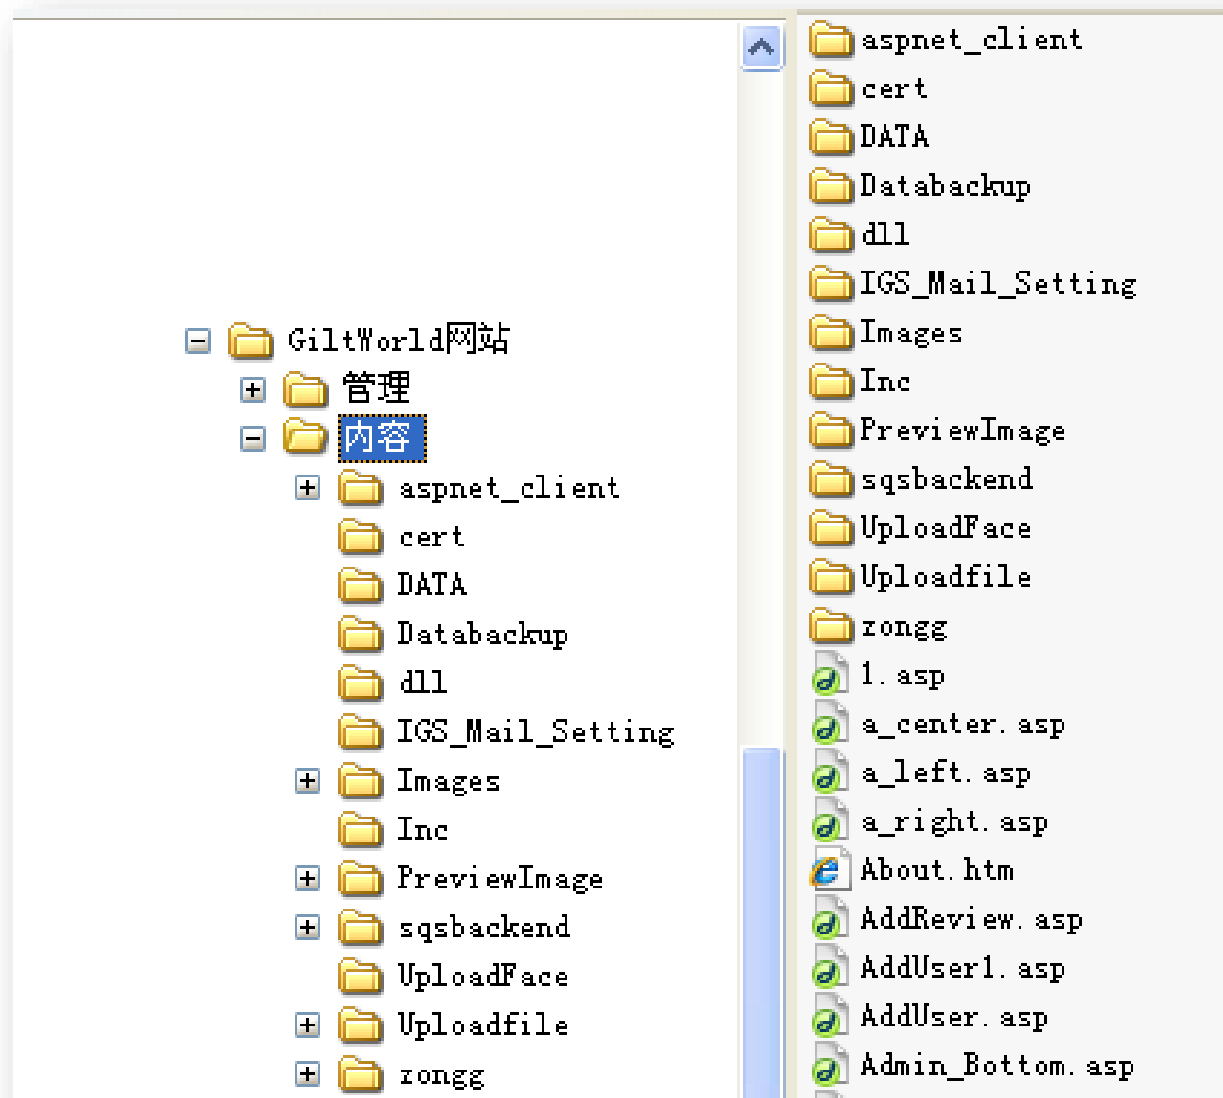 GiltWorld网站
管理
内容
aspnet_client
cert
DATA
Databackup
dll
IGS_Mail_Setting
Images
Inc
PreviewImage
sqsbackend
UploadFace
Uploadfile
zongg
aspnet_client
cert
DATA
Databackup
dll
IGS_Mail_Setting
Images
Inc
PreviewImage
sqsbackend
UploadFace
Uploadfile
zongg
1.asp
a_center.asp
a_left.asp
a_right.asp
About.htm
AddReview.asp
AddUser1.asp
AddUser.asp
Admin_Bottom.asp